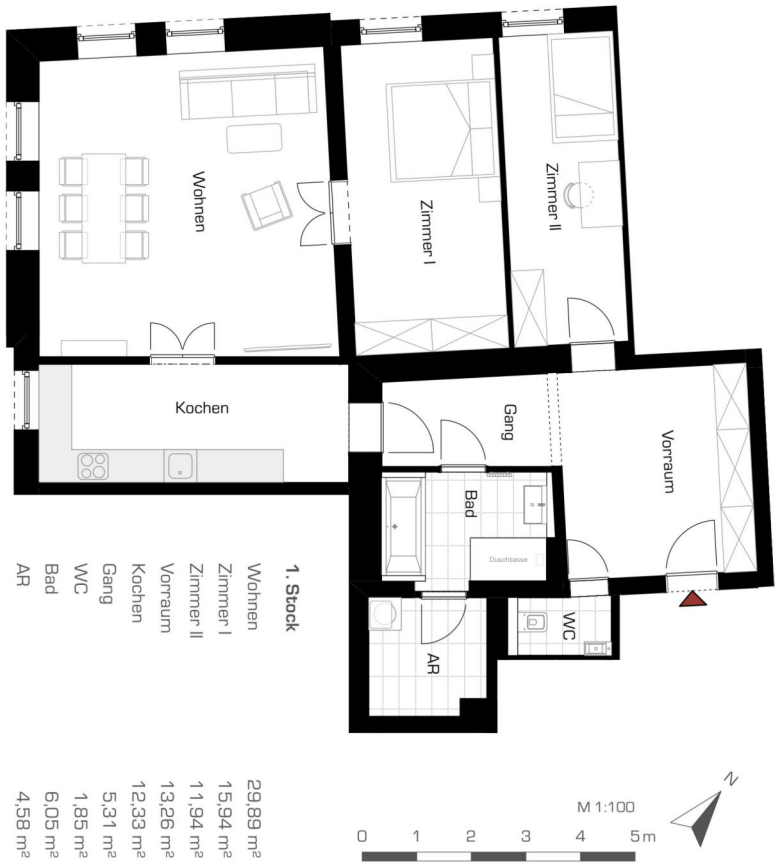 Wohnen
Zimmer I
Zimmer II
Kochen
Gang
Vorraum
Bad
Duschtasse
WC
AR
1. Stock
Wohnen 29,89 m²
Zimmer I 15,94 m²
Zimmer II 11,94 m²
Vorraum 13,26 m²
Kochen 12,33 m²
Gang 5,31 m²
WC 1,85 m²
Bad 6,05 m²
AR 4,58 m²
N
M 1:100
0 1 2 3 4 5 m